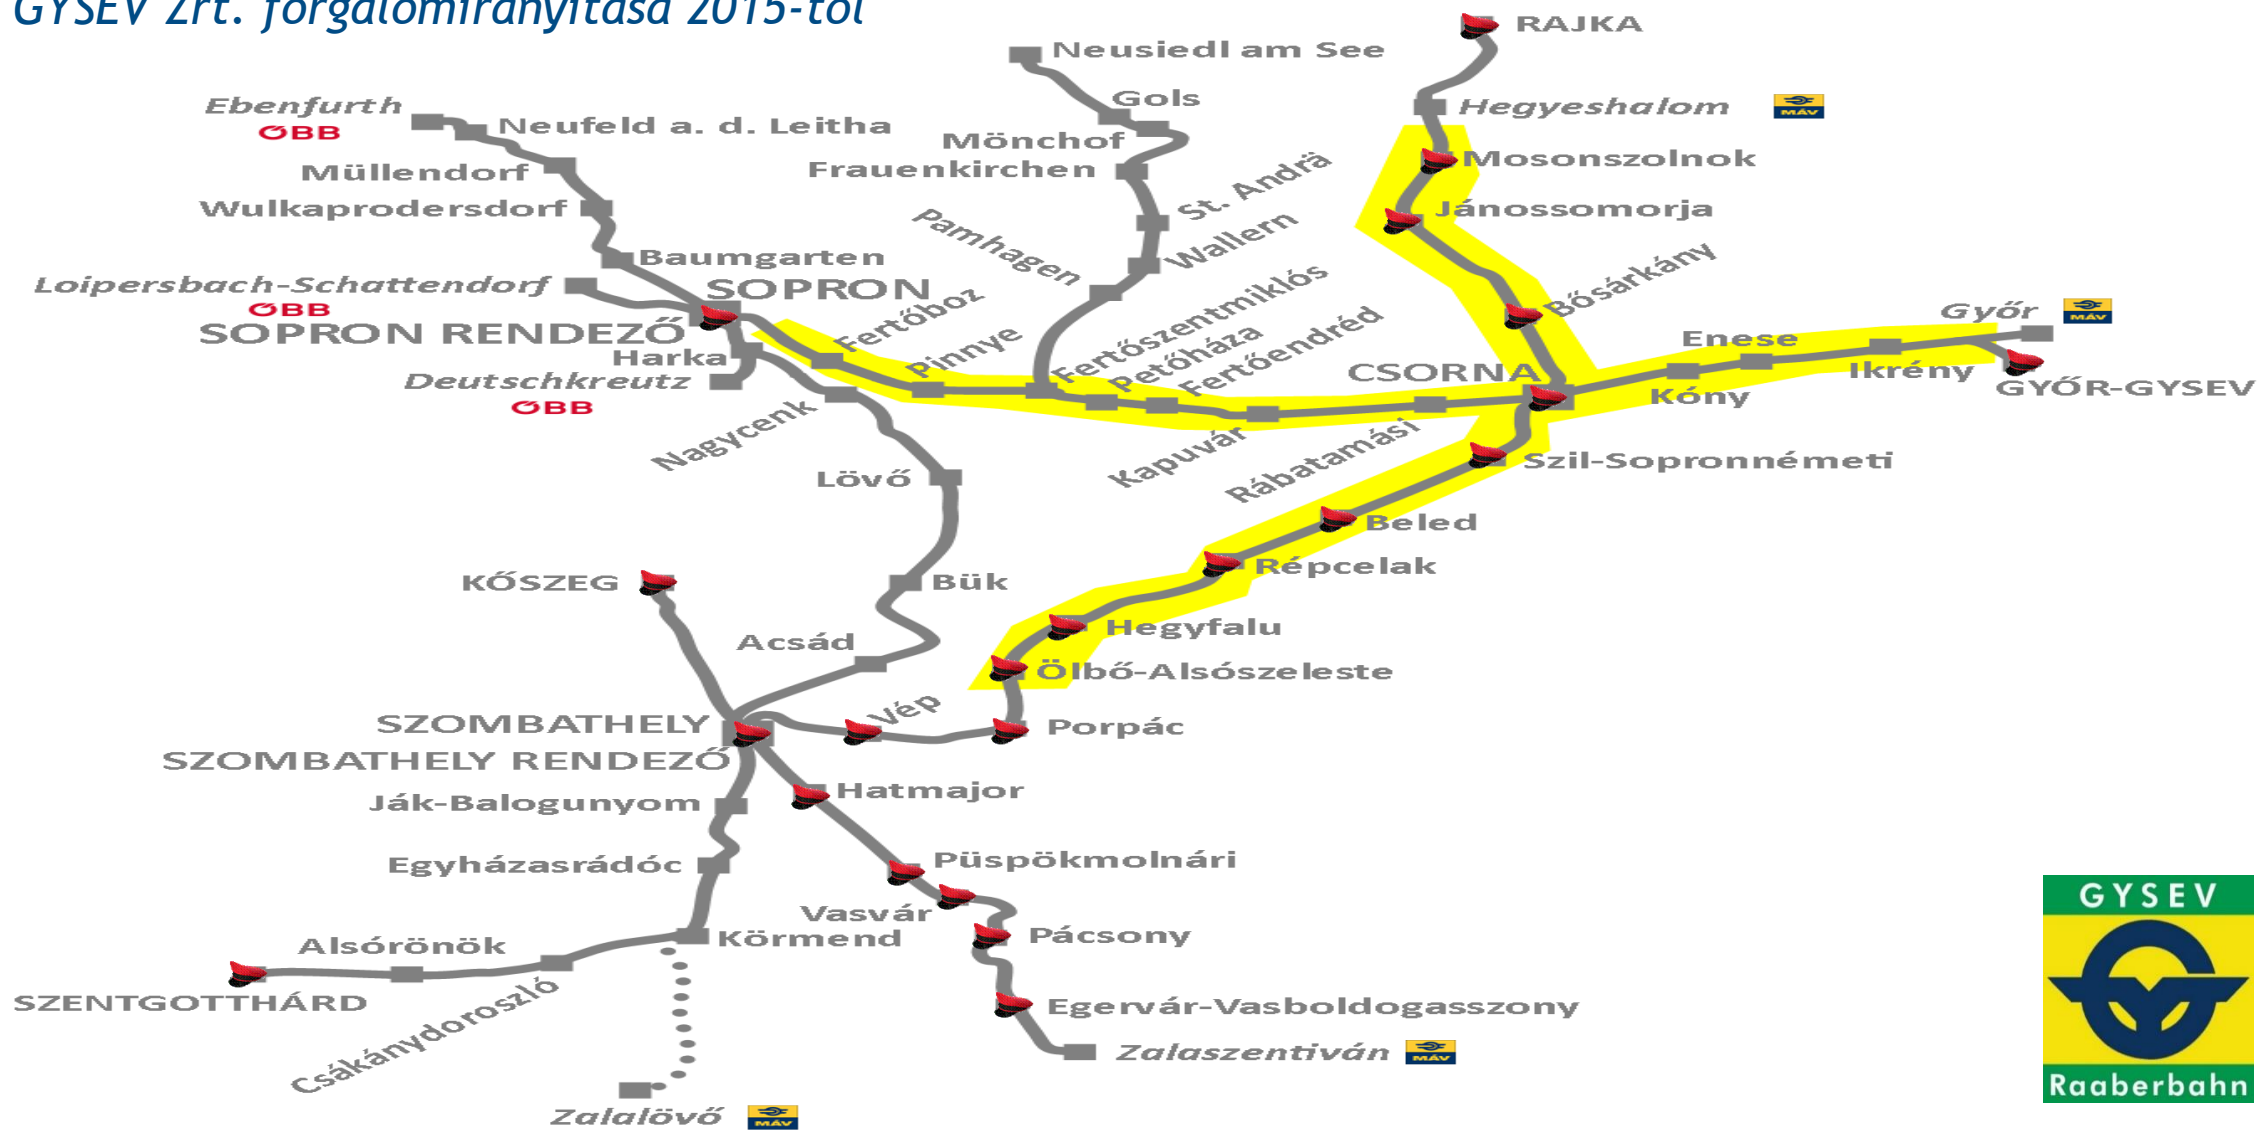 GYSEV Zrt. forgalomirányítása 2015-től
RAJKA
Neusiedl am See
Gols
Hegyeshalom
MÁV
Ebenfurth
ÖBB
Neufeld a. d. Leitha
Mönchof
Mosonszolnok
Müllendorf
Frauenkirchen
St. Andrä
Wulkaprodersdorf
Jánossomorja
Pamhagen
Wallern
Baumgarten
Bősárkány
Loipersbach-Schattendorf
ÖBB
SOPRON
SOPRON RENDEZŐ
Fertőboz
Pinnye
Fertőszentmiklós
Petőháza
Fertőendréd
Győr
MÁV
Enese
Harka
Deutschkreutz
ÖBB
CSORNA
Ikrény
GYŐR-GYSEV
Kóny
Nagycenk
Kapuvár
Rábatamási
Lövő
Szil-Sopronnémeti
Beled
Répcelak
KŐSZEG
Bük
Hegyfalu
Acsád
Ölbő-Alsószeleste
SZOMBATHELY
Vép
Porpác
SZOMBATHELY RENDEZŐ
Hatmajor
Ják-Balogunyom
Egyházasrádóc
Püspökmolnári
Vasvár
Körmend
Pácsony
Alsórönök
SZENTGOTTHÁRD
Csákánydoroszló
Egervár-Vasboldogasszony
Zalaszentiván
MÁV
Zalalövő
MÁV
GYSEV
Raaberbahn